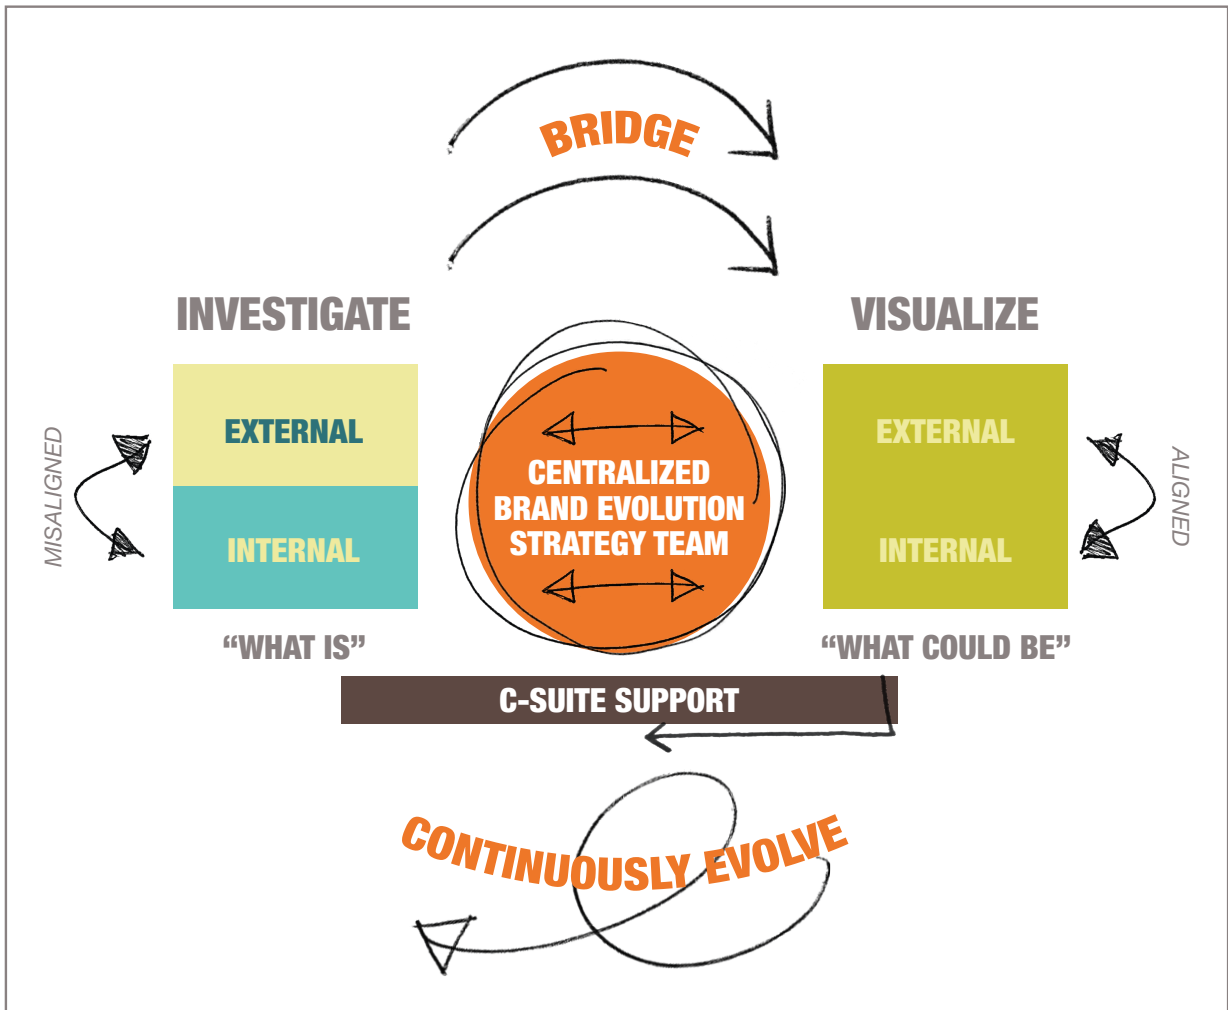 BRIDGE
INVESTIGATE
VISUALIZE
MISALIGNED
EXTERNAL
INTERNAL
“WHAT IS”
CENTRALIZED
BRAND EVOLUTION
STRATEGY TEAM
EXTERNAL
INTERNAL
“WHAT COULD BE”
ALIGNED
C-SUITE SUPPORT
CONTINUOUSLY EVOLVE